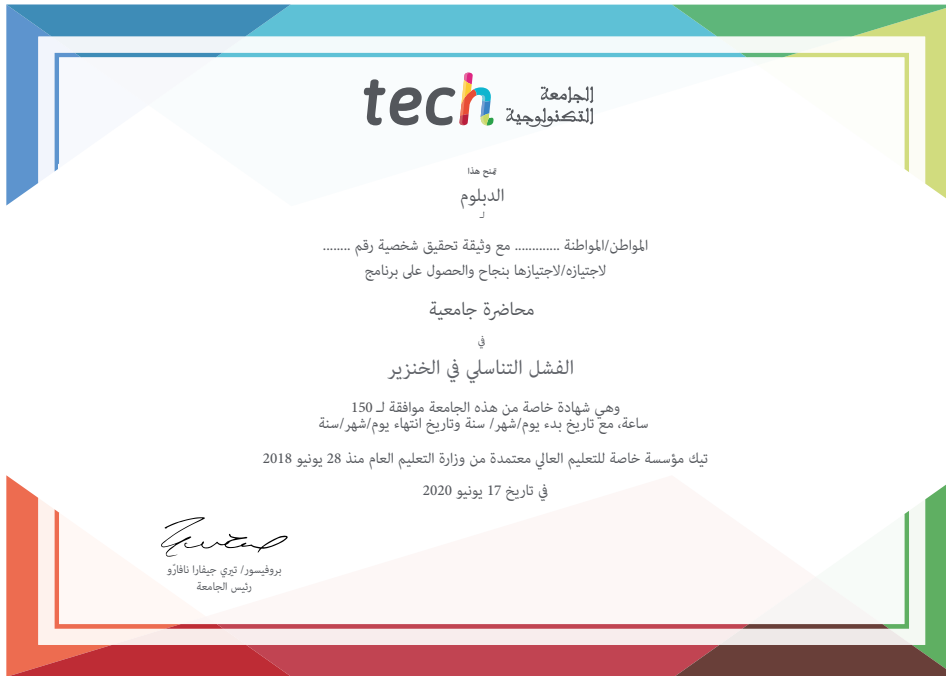 tech الجامعة
التكنولوجية
يمنح هذا
الدبلوم
لـ
المواطن/المواطنة ............ مع وثيقة تحقيق شخصية رقم ........
لاجتيازه/لاجتيازها بنجاح والحصول على برنامج
محاضرة جامعية
في
الفشل التناسلي في الخنزير
وهي شهادة خاصة من هذه الجامعة موافقة لـ 150
ساعة، مع تاريخ بدء يوم/شهر/ سنة وتاريخ انتهاء يوم/شهر/سنة
تيك مؤسسة خاصة للتعليم العالي معتمدة من وزارة التعليم العام منذ 28 يونيو 2018
في تاريخ 17 يونيو 2020
بروفيسور/ تيري جيفارا نافارّو
رئيس الجامعة